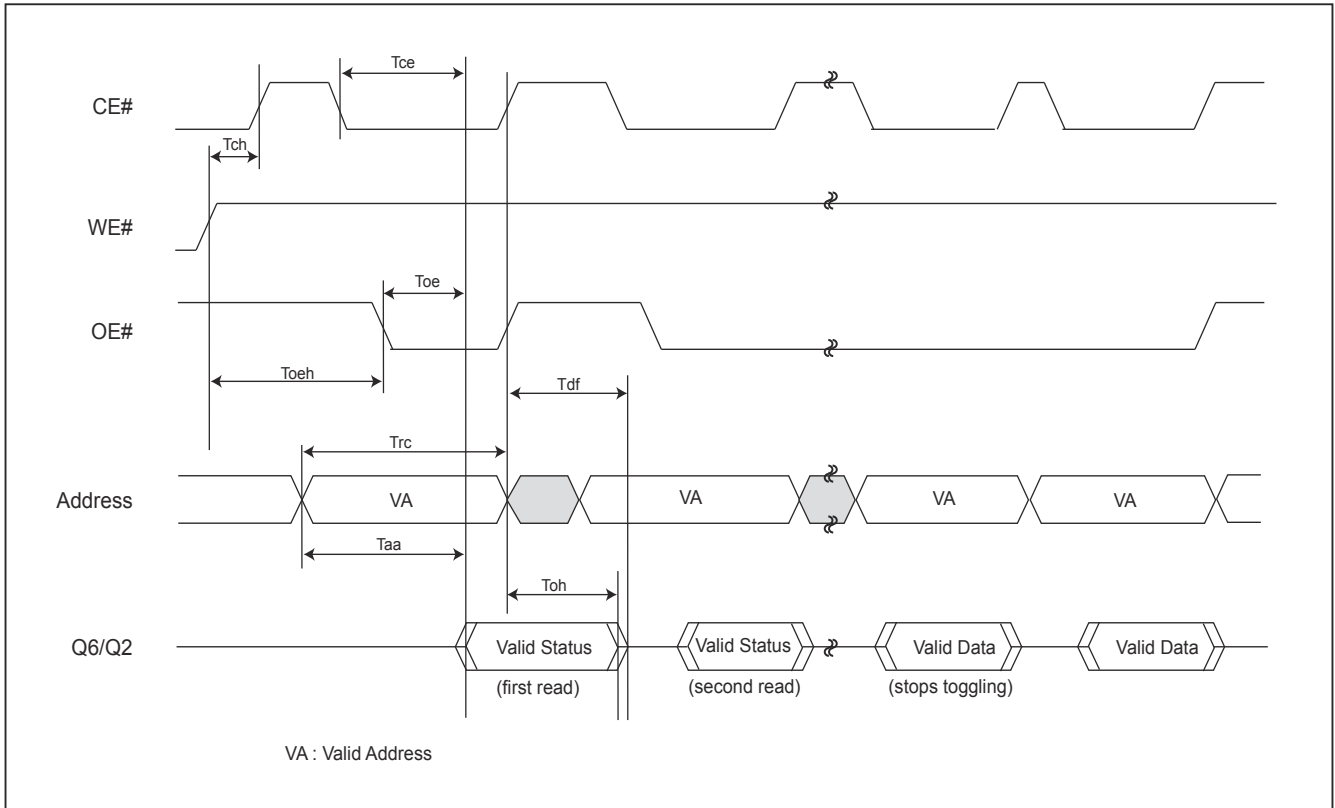 Tce
CE#
Tch
WE#
Toe
OE#
Toeh
Tdf
Trc
Address VA VA VA VA
Taa
Toh
Q6/Q2 Valid Status Valid Status Valid Data Valid Data
(first read) (second read) (stops toggling)
VA : Valid Address